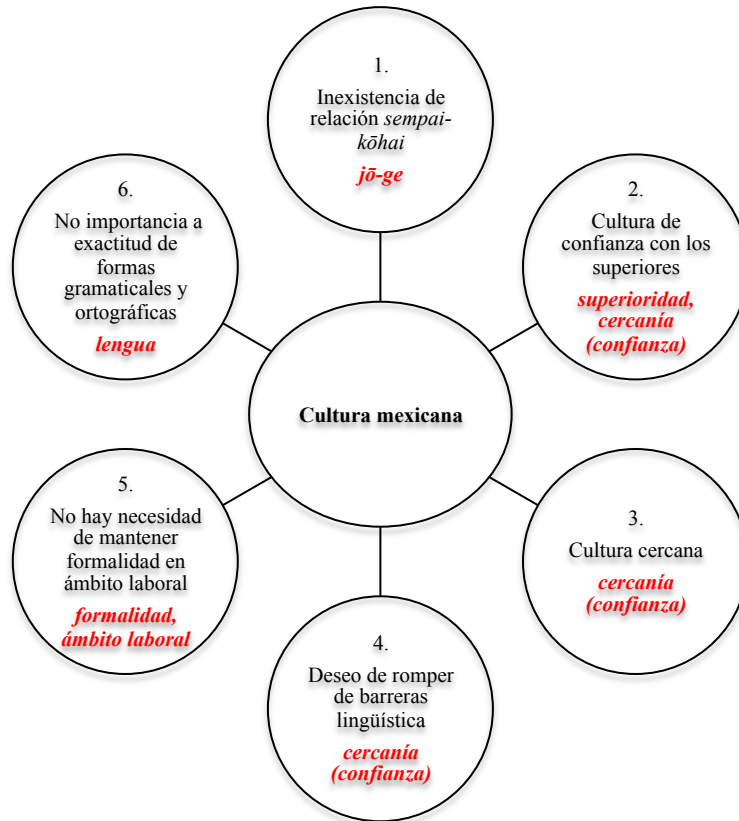 1.
Inexistencia de
relación sempai-
kōhai
jō-ge
2.
Cultura de
confianza con los
superiores
superioridad,
cercanía
(confianza)
3.
Cultura cercana
cercanía
(confianza)
4.
Deseo de romper
de barreras
lingüística
cercanía
(confianza)
5.
No hay necesidad
de mantener
formalidad en
ámbito laboral
formalidad,
ámbito laboral
6.
No importancia a
exactitud de
formas
gramaticales y
ortográficas
lengua
Cultura mexicana